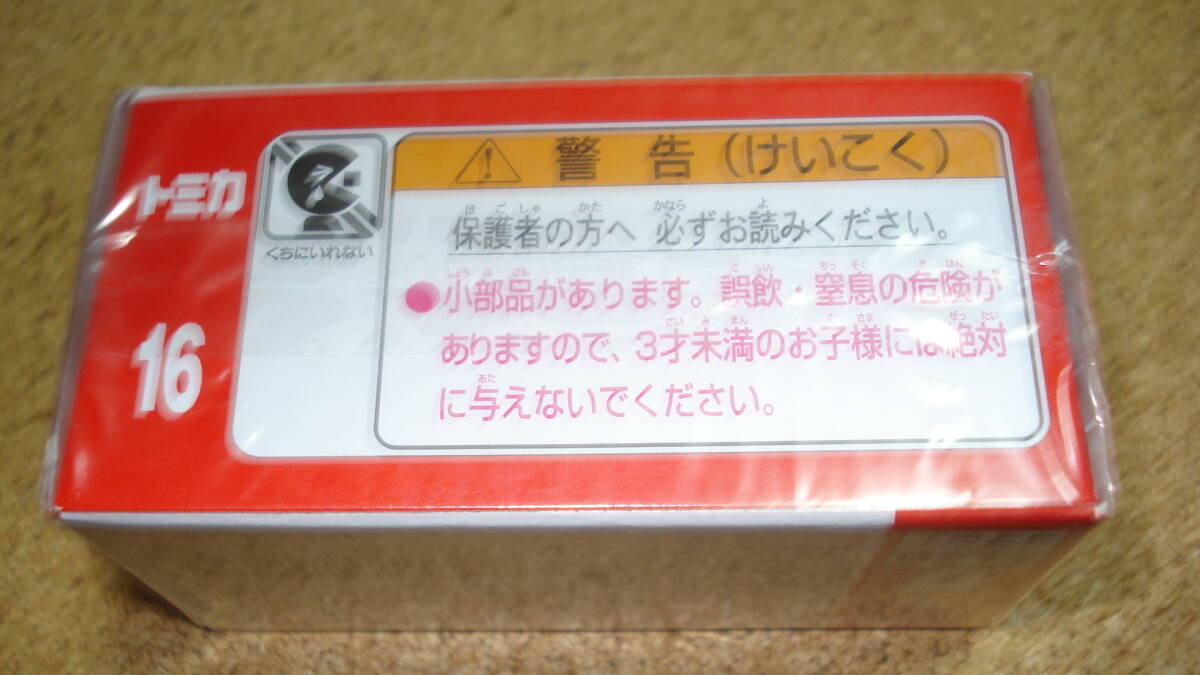 トミカ
16
くちにいれない
警告(けいこく)
保護者の方へ 必ずお読みください。
●小部品があります。誤飲・窒息の危険が
ありますので、3才未満のお子様には絶対
に与えないでください。